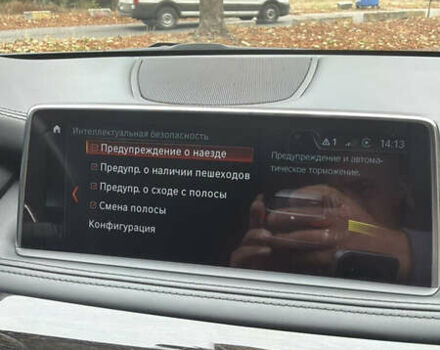 Интеллектуальная безопасность
1
14:13
Предупреждение о наезде
Предупр. о наличии пешеходов
Предупр. о сходе с полосы
Смена полосы
Конфигурация
Предупреждение и автома-
тическое торможение.